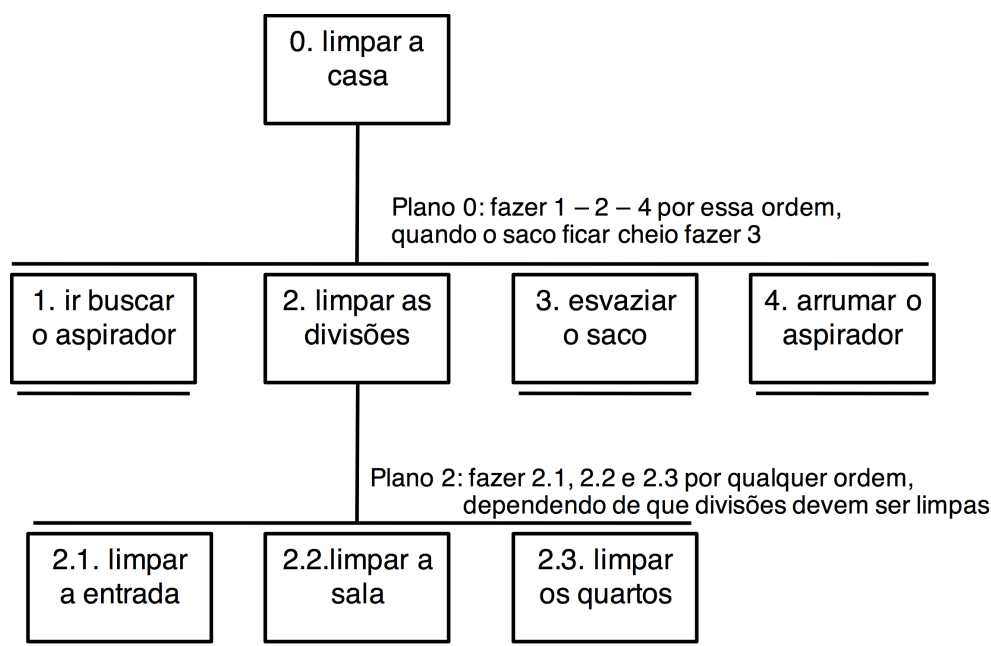 0. limpar a
casa
Plano 0: fazer 1 – 2 – 4 por essa ordem,
quando o saco ficar cheio fazer 3
1. ir buscar
o aspirador
2. limpar as
divisões
3. esvaziar
o saco
4. arrumar o
aspirador
Plano 2: fazer 2.1, 2.2 e 2.3 por qualquer ordem,
dependendo de que divisões devem ser limpas
2.1. limpar
a entrada
2.2.limpar a
sala
2.3. limpar
os quartos